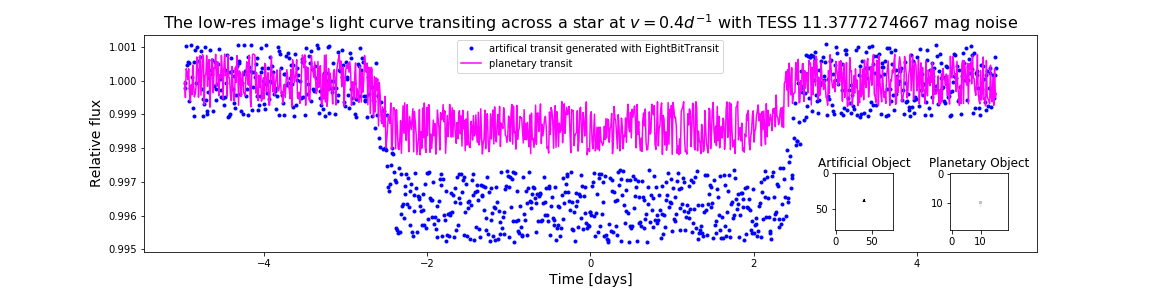 The low-res image's light curve transiting across a star at v = 0.4d⁻¹ with TESS 11.3777274667 mag noise
artifical transit generated with EightBitTransit
planetary transit
Relative flux
1.001
1.000
0.999
0.998
0.997
0.996
0.995
Artificial Object
0
50
0 50
Planetary Object
0
10
0 10
−4 −2 0 2 4
Time [days]